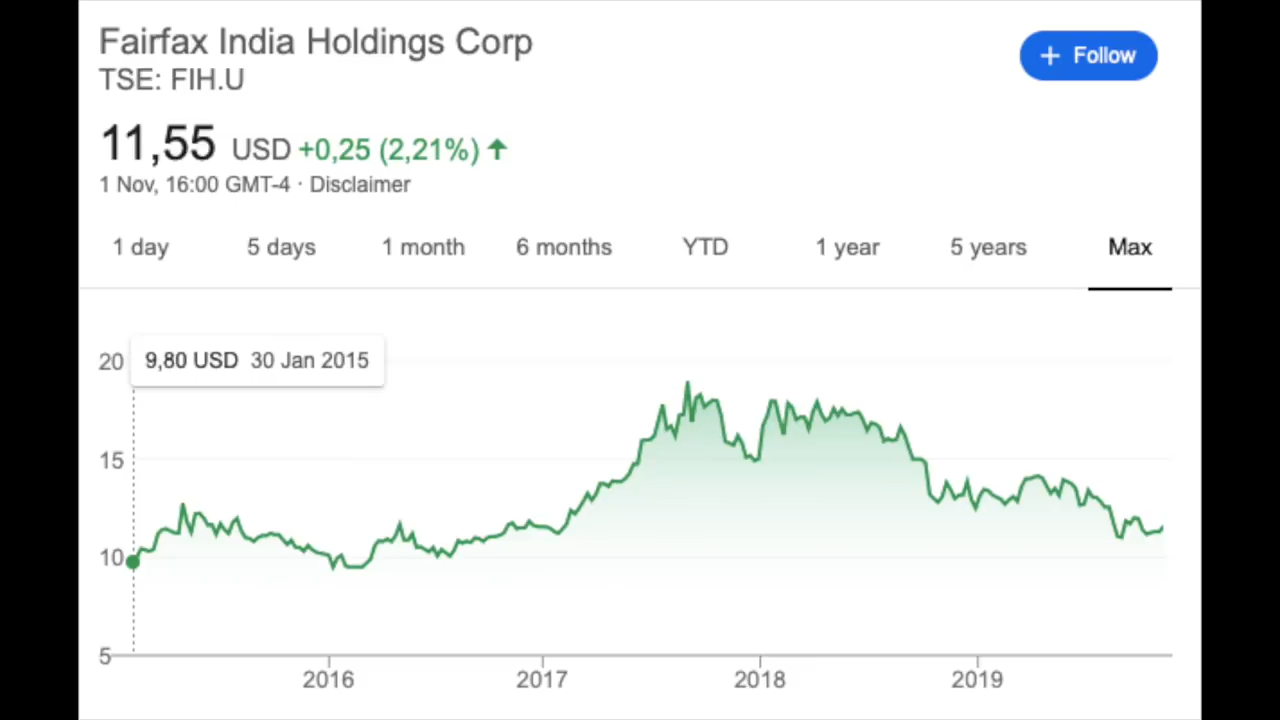 Fairfax India Holdings Corp
+ Follow
TSE: FIH.U
11,55 USD +0,25 (2,21%) ↑
1 Nov, 16:00 GMT-4 · Disclaimer
1 day 5 days 1 month 6 months YTD 1 year 5 years Max
20
9,80 USD 30 Jan 2015
15
10
5
2016 2017 2018 2019